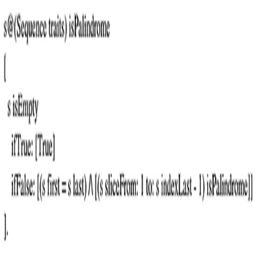 s@(Sequence traits) isPalindrome
[
s isEmpty
ifTrue: [True]
ifFalse: [(s first = s last) /\ [(s sliceFrom: 1 to: s indexLast - 1) isPalindrome]]
].